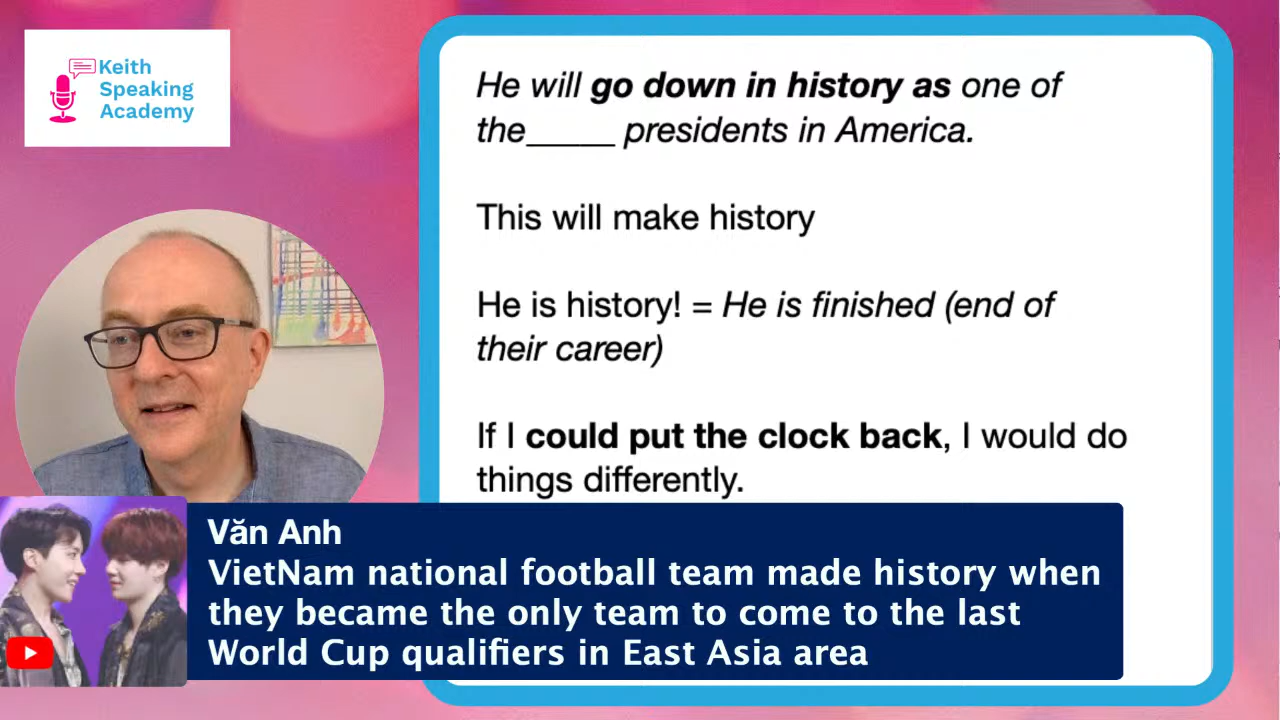 Keith
Speaking
Academy
He will go down in history as one of
the_____ presidents in America.
This will make history
He is history! = He is finished (end of
their career)
If I could put the clock back, I would do
things differently.
Văn Anh
VietNam national football team made history when
they became the only team to come to the last
World Cup qualifiers in East Asia area